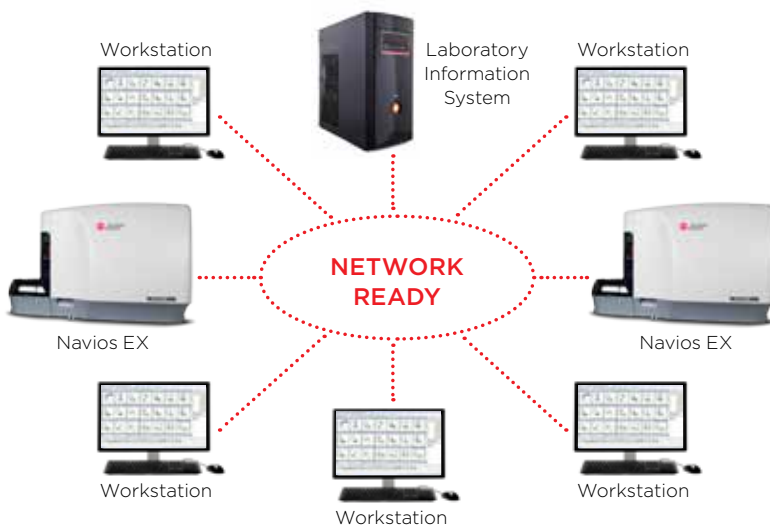 Workstation
Laboratory
Information
System
Workstation
NETWORK
READY
Navios EX
Navios EX
Workstation
Workstation
Workstation